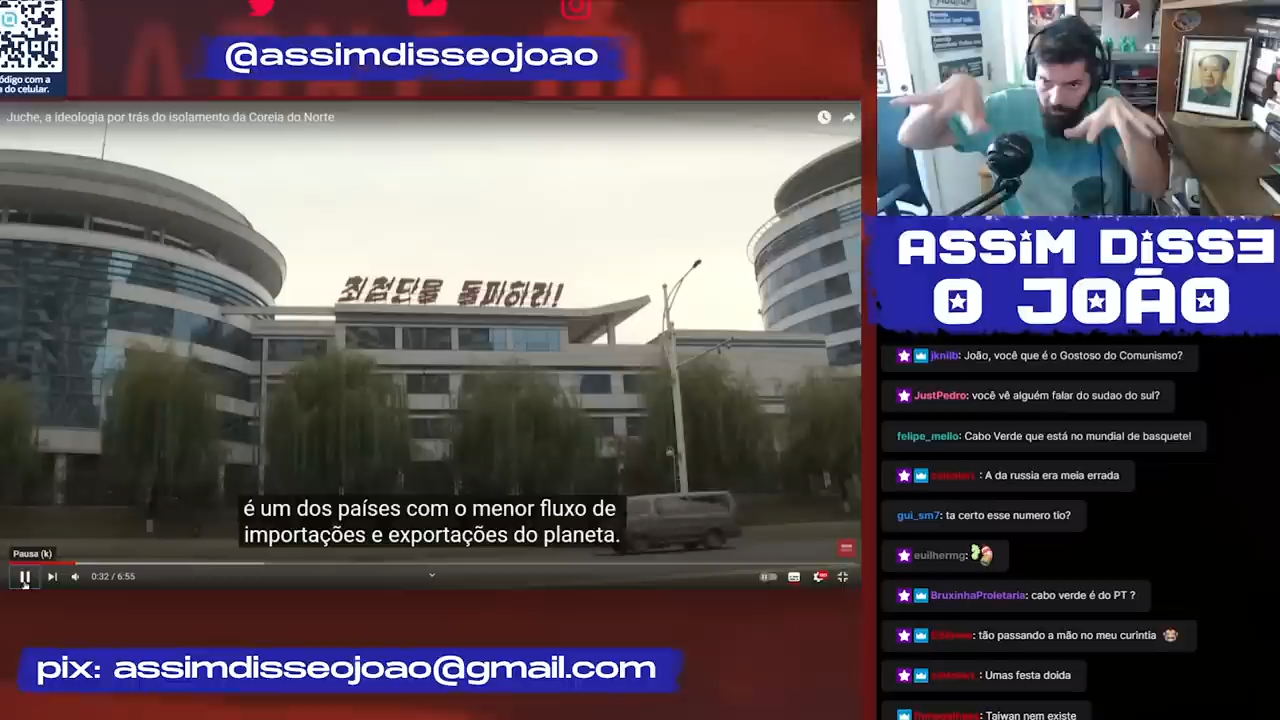 código com a
a do celular.
@assimdisseojoao
Juche, a ideologia por trás do isolamento da Coreia do Norte
최첨단을 돌파하라!
é um dos países com o menor fluxo de
importações e exportações do planeta.
Pausa (k)
0:32 / 6:55
pix: assimdisseojoao@gmail.com
ASSIM DISSE
O JOÃO
jknilb: João, você que é o Gostoso do Comunismo?
JustPedro: você vê alguém falar do sudao do sul?
felipe_mello: Cabo Verde que está no mundial de basquete!
: A da russia era meia errada
gui_sm7: ta certo esse numero tio?
euilhermg:
BruxinhaProletaria: cabo verde é do PT ?
: tão passando a mão no meu curintia
: Umas festa doida
: Taiwan nem existe